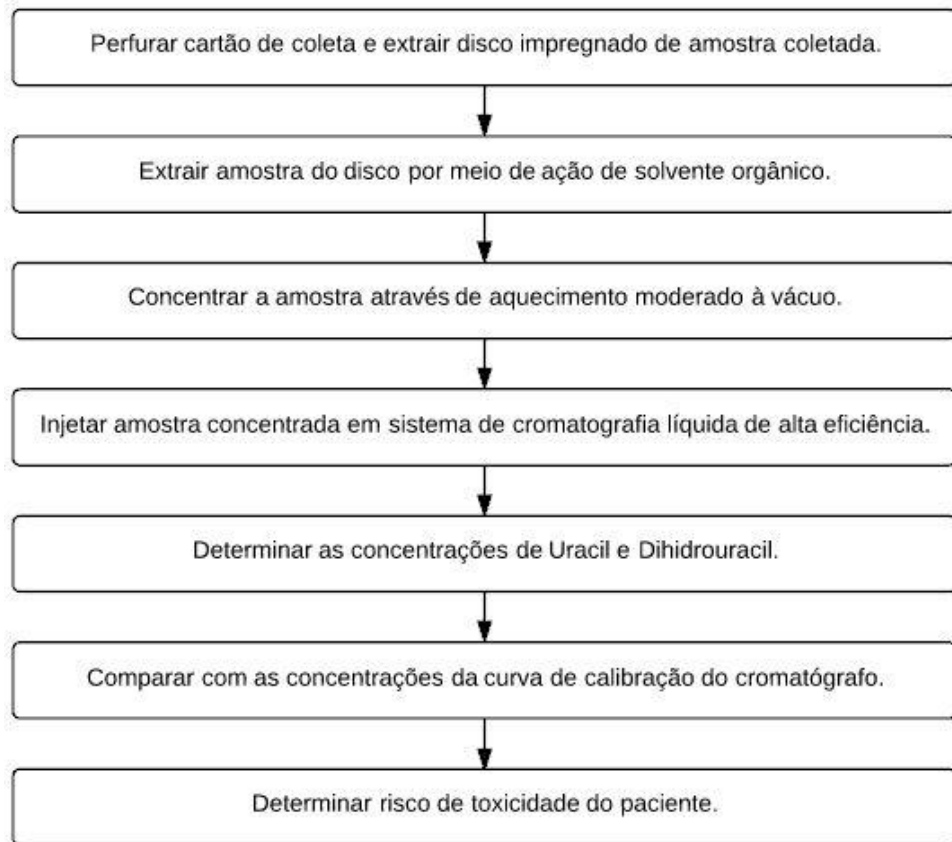 Perfurar cartão de coleta e extrair disco impregnado de amostra coletada.
Extrair amostra do disco por meio de ação de solvente orgânico.
Concentrar a amostra através de aquecimento moderado à vácuo.
Injetar amostra concentrada em sistema de cromatografia líquida de alta eficiência.
Determinar as concentrações de Uracil e Dihidrouracil.
Comparar com as concentrações da curva de calibração do cromatógrafo.
Determinar risco de toxicidade do paciente.